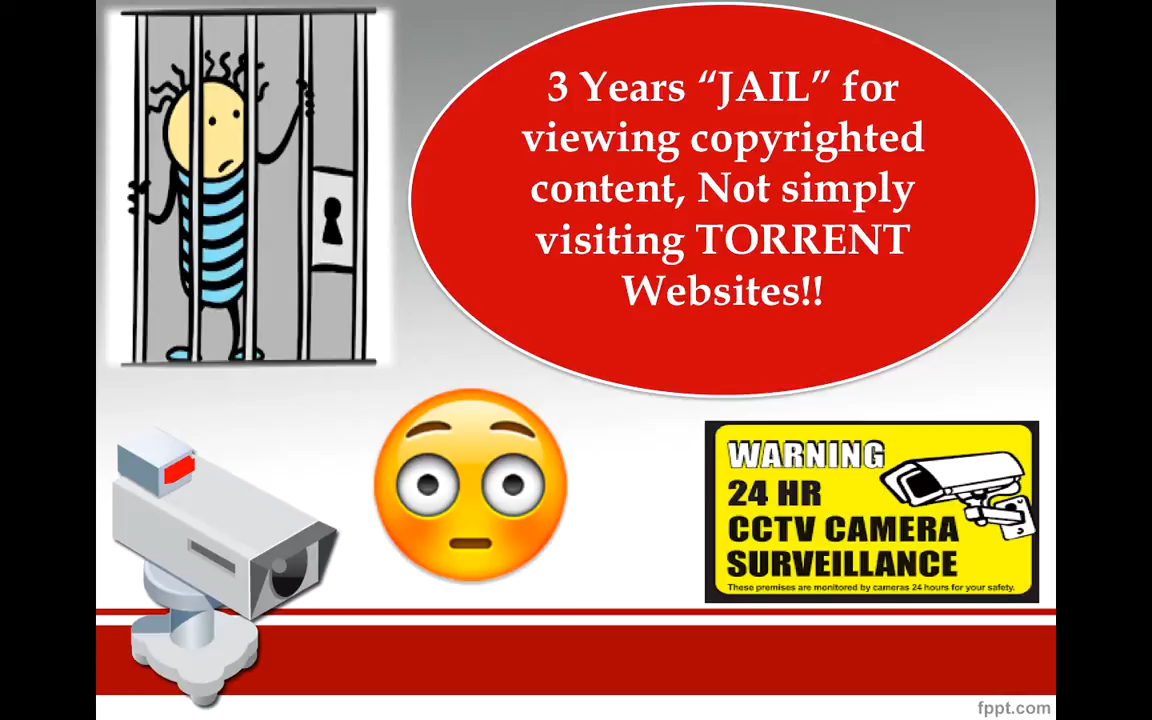 3 Years “JAIL” for
viewing copyrighted
content, Not simply
visiting TORRENT
Websites!!
WARNING
24 HR
CCTV CAMERA
SURVEILLANCE
These premises are monitored by cameras 24 hours for your safety.
fppt.com